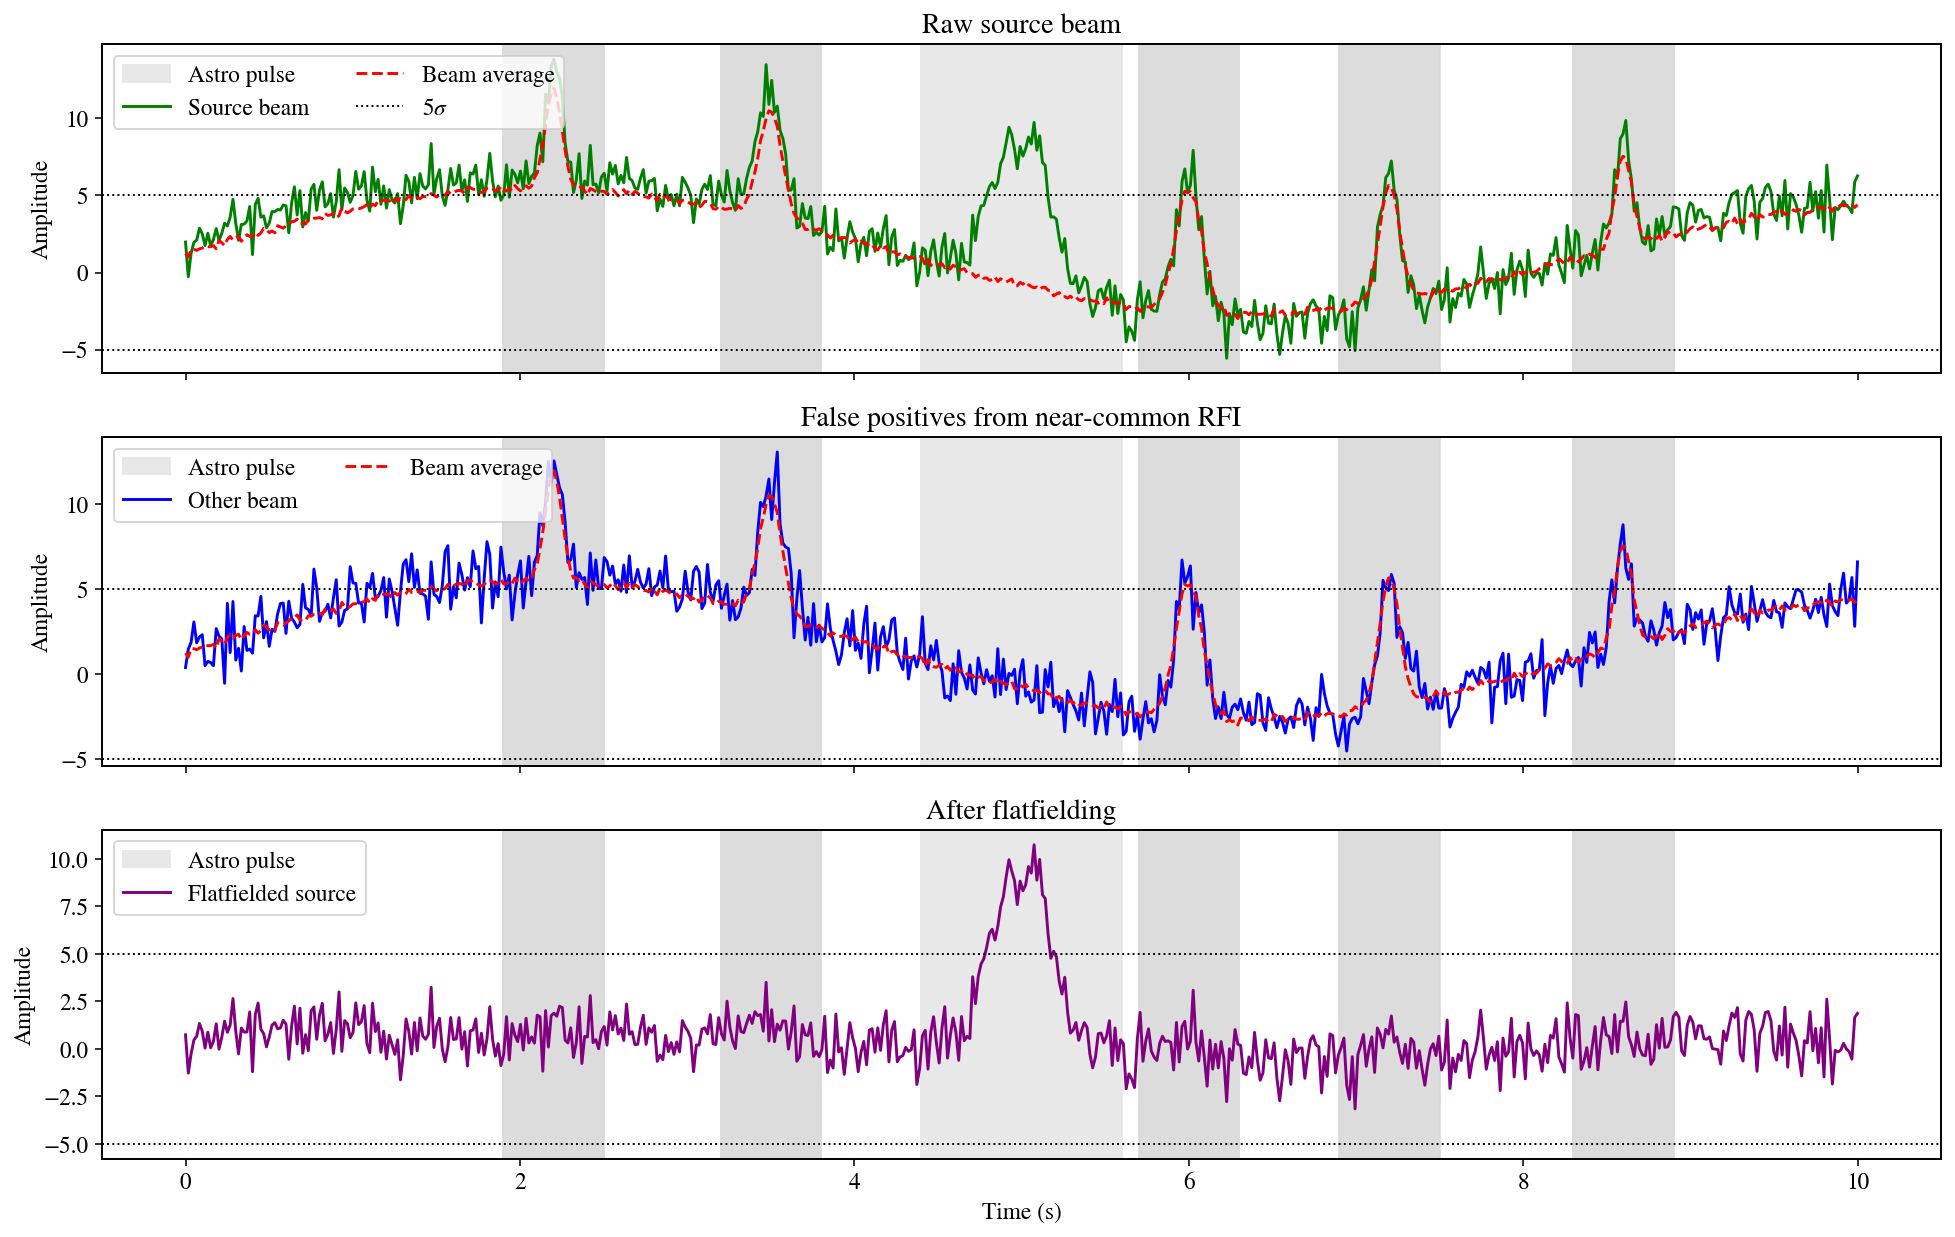 Raw source beam
Astro pulse
Source beam
Beam average
5σ
Amplitude
10
5
0
−5
False positives from near-common RFI
Astro pulse
Other beam
Beam average
Amplitude
10
5
0
−5
After flatfielding
Astro pulse
Flatfielded source
Amplitude
10.0
7.5
5.0
2.5
0.0
−2.5
−5.0
0 2 4 6 8 10
Time (s)